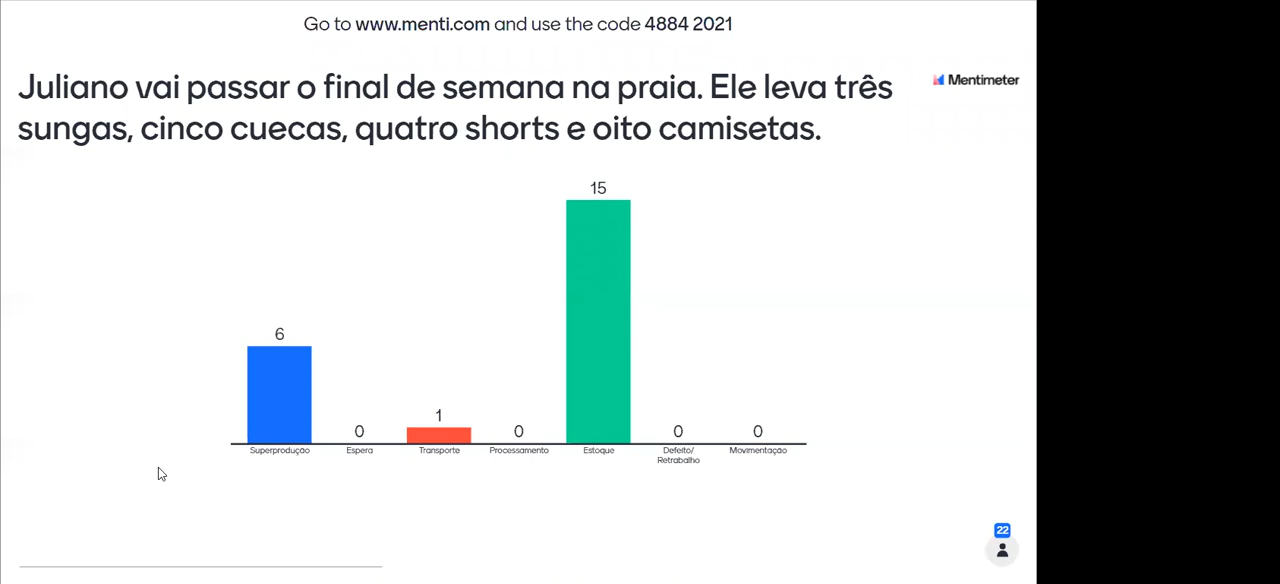 Go to www.menti.com and use the code 4884 2021
Mentimeter
Juliano vai passar o final de semana na praia. Ele leva três
sungas, cinco cuecas, quatro shorts e oito camisetas.
15
6
1
0
0
0
0
Superprodução
Espera
Transporte
Processamento
Estoque
Defeito/
Retrabalho
Movimentação
22